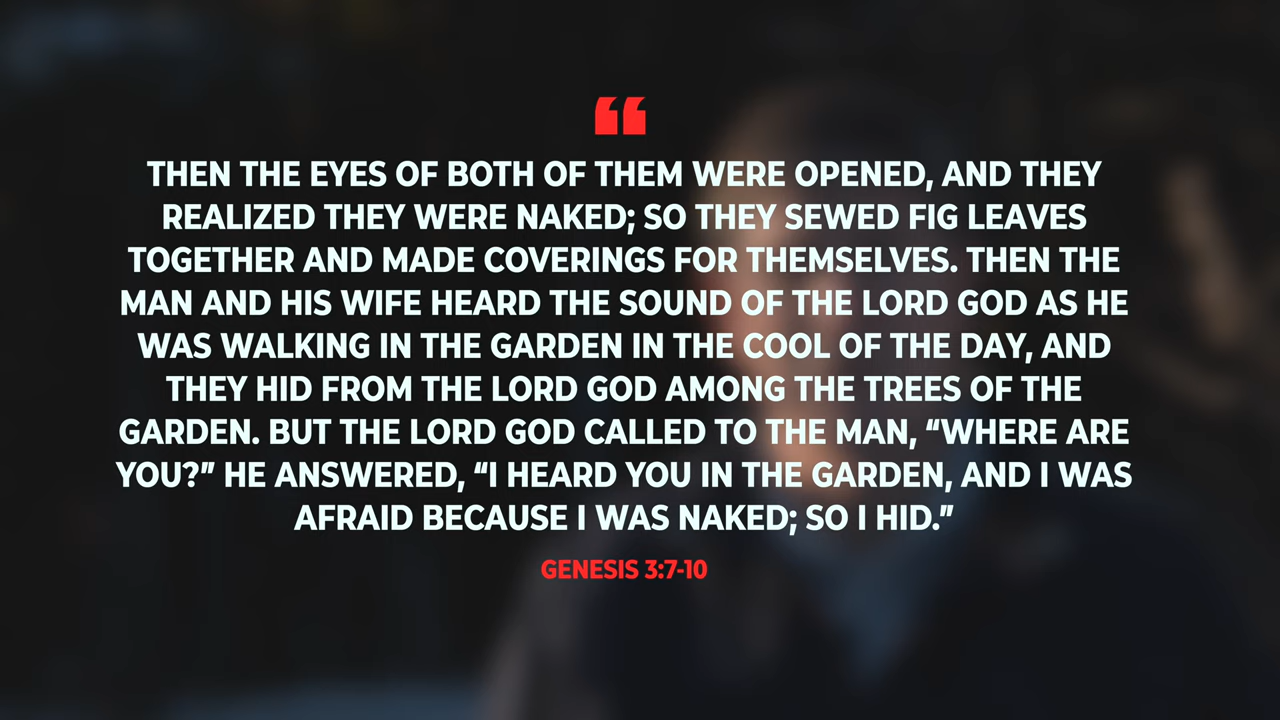 “
THEN THE EYES OF BOTH OF THEM WERE OPENED, AND THEY
REALIZED THEY WERE NAKED; SO THEY SEWED FIG LEAVES
TOGETHER AND MADE COVERINGS FOR THEMSELVES. THEN THE
MAN AND HIS WIFE HEARD THE SOUND OF THE LORD GOD AS HE
WAS WALKING IN THE GARDEN IN THE COOL OF THE DAY, AND
THEY HID FROM THE LORD GOD AMONG THE TREES OF THE
GARDEN. BUT THE LORD GOD CALLED TO THE MAN, “WHERE ARE
YOU?” HE ANSWERED, “I HEARD YOU IN THE GARDEN, AND I WAS
AFRAID BECAUSE I WAS NAKED; SO I HID.”
GENESIS 3:7-10